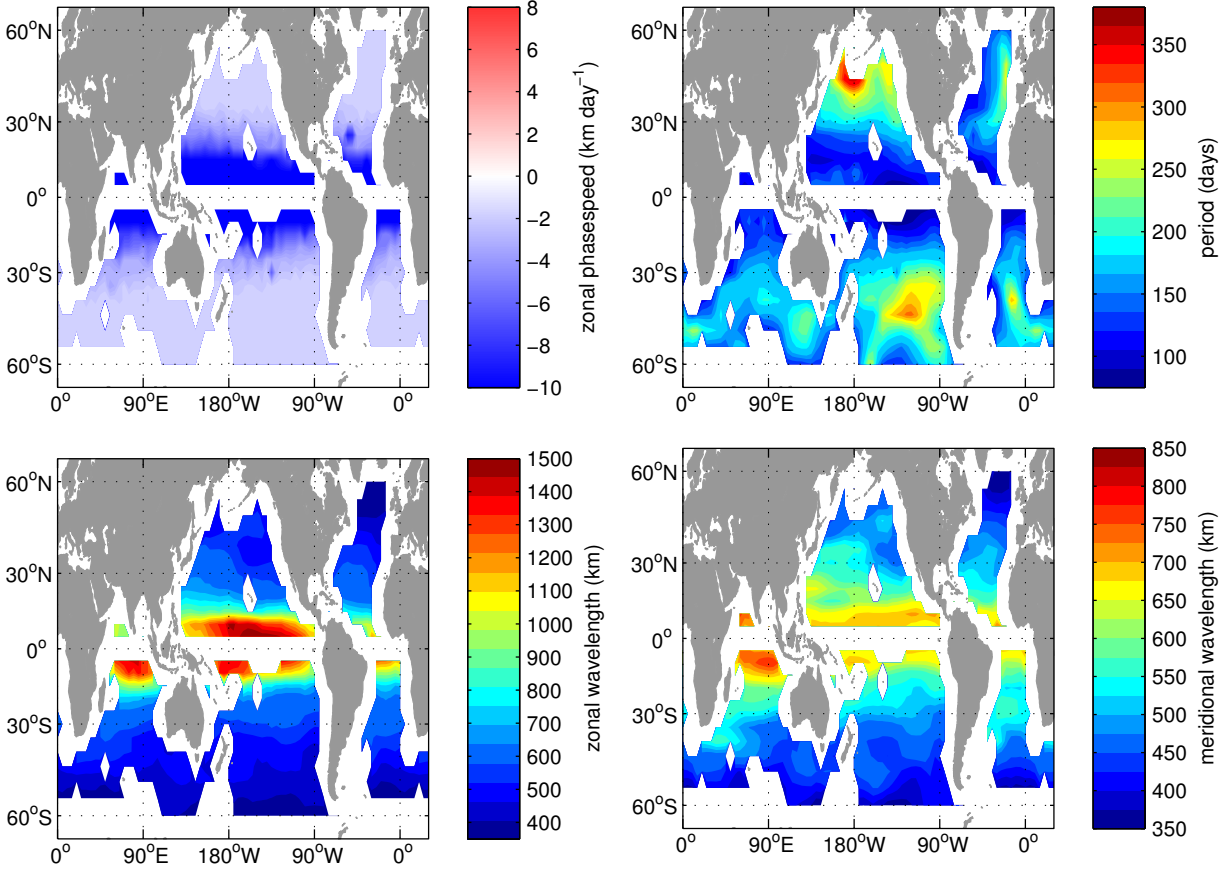 60°N
30°N
0°
30°S
60°S
0°
90°E
180°W
90°W
0°
8
6
4
2
0
−2
−4
−6
−8
−10
zonal phasespeed (km day⁻¹)
60°N
30°N
0°
30°S
60°S
0°
90°E
180°W
90°W
0°
350
300
250
200
150
100
period (days)
60°N
30°N
0°
30°S
60°S
0°
90°E
180°W
90°W
0°
1500
1400
1300
1200
1100
1000
900
800
700
600
500
400
zonal wavelength (km)
60°N
30°N
0°
30°S
60°S
0°
90°E
180°W
90°W
0°
850
800
750
700
650
600
550
500
450
400
350
meridional wavelength (km)